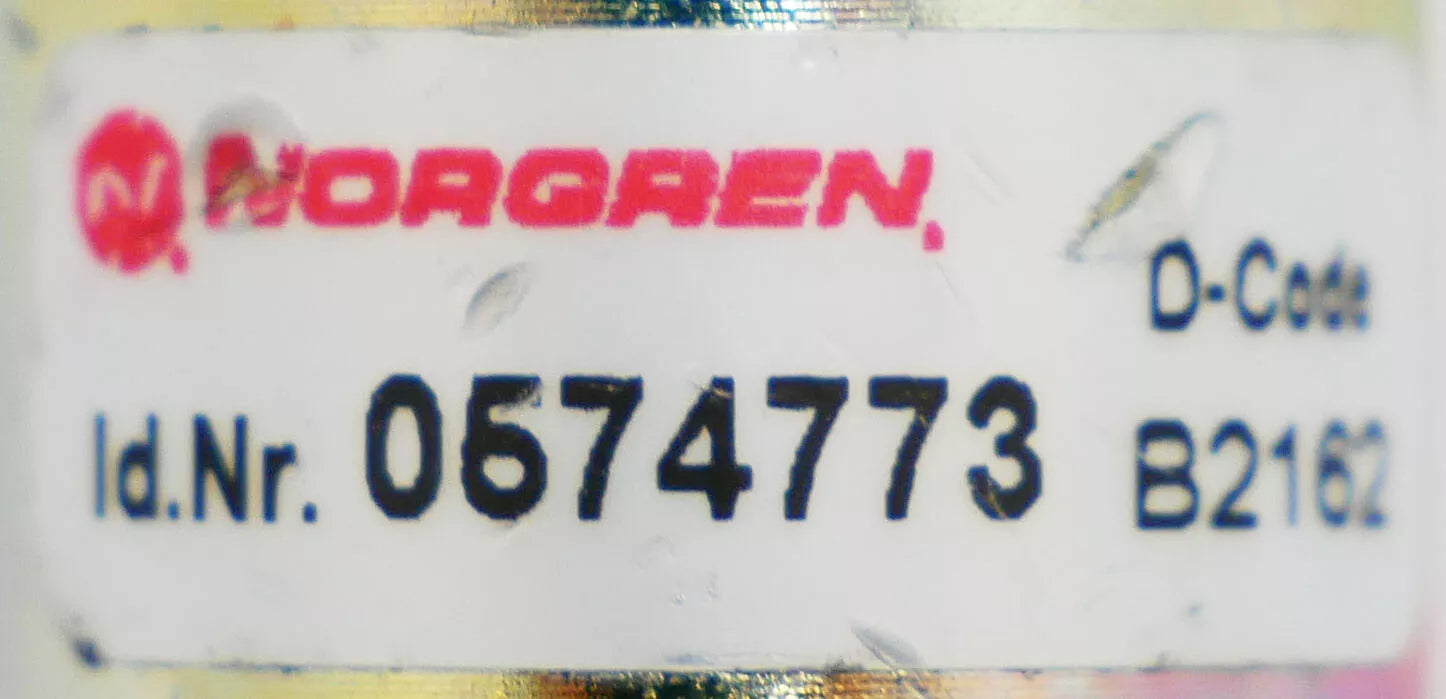 NORGREN
D-Code
Id.Nr. 0574773 B2162